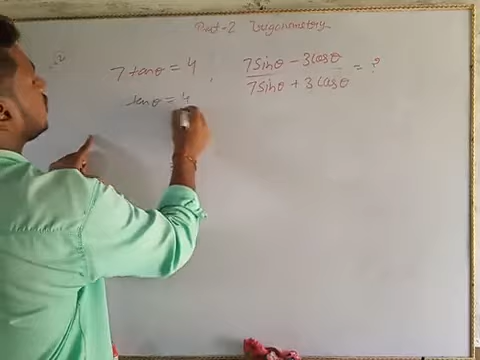 Part-2 Trigonometry
7 tanθ = 4 , 7sinθ - 3cosθ / 7sinθ + 3cosθ = ?
tanθ = 4